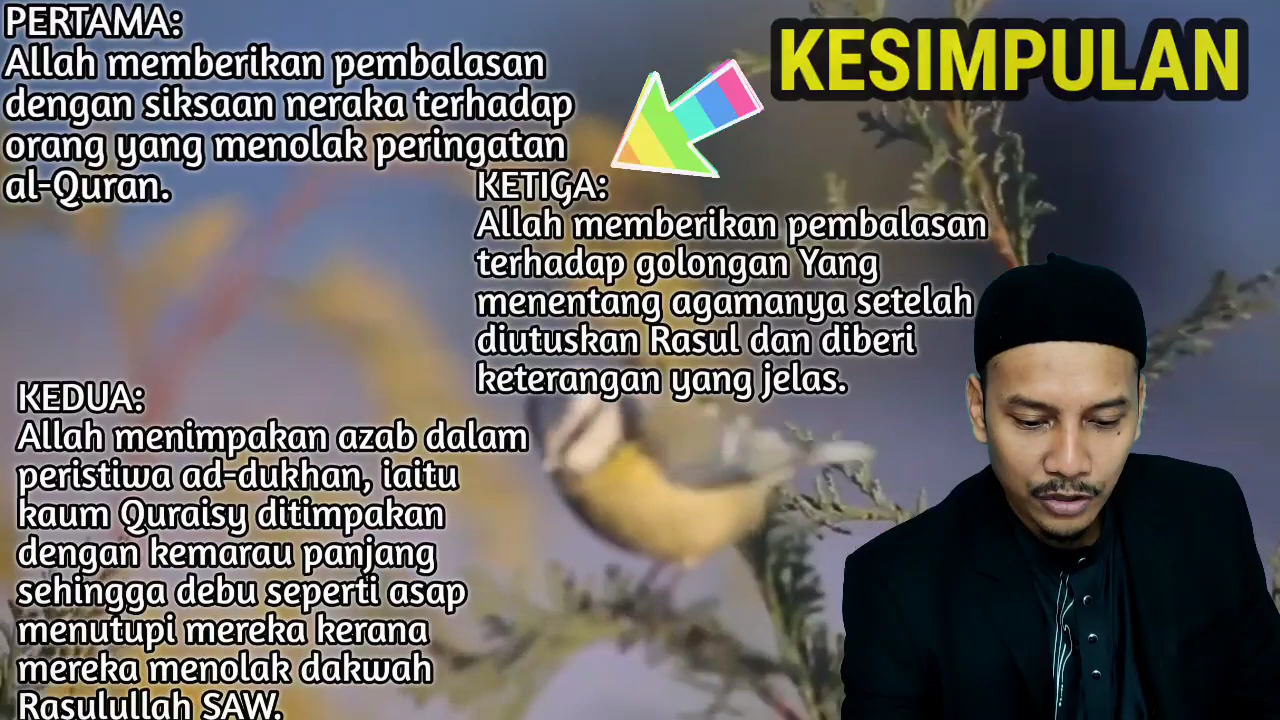 KESIMPULAN
PERTAMA:
Allah memberikan pembalasan
dengan siksaan neraka terhadap
orang yang menolak peringatan
al-Quran.
KEDUA:
Allah menimpakan azab dalam
peristiwa ad-dukhan, iaitu
kaum Quraisy ditimpakan
dengan kemarau panjang
sehingga debu seperti asap
menutupi mereka kerana
mereka menolak dakwah
Rasulullah SAW.
KETIGA:
Allah memberikan pembalasan
terhadap golongan Yang
menentang agamanya setelah
diutuskan Rasul dan diberi
keterangan yang jelas.